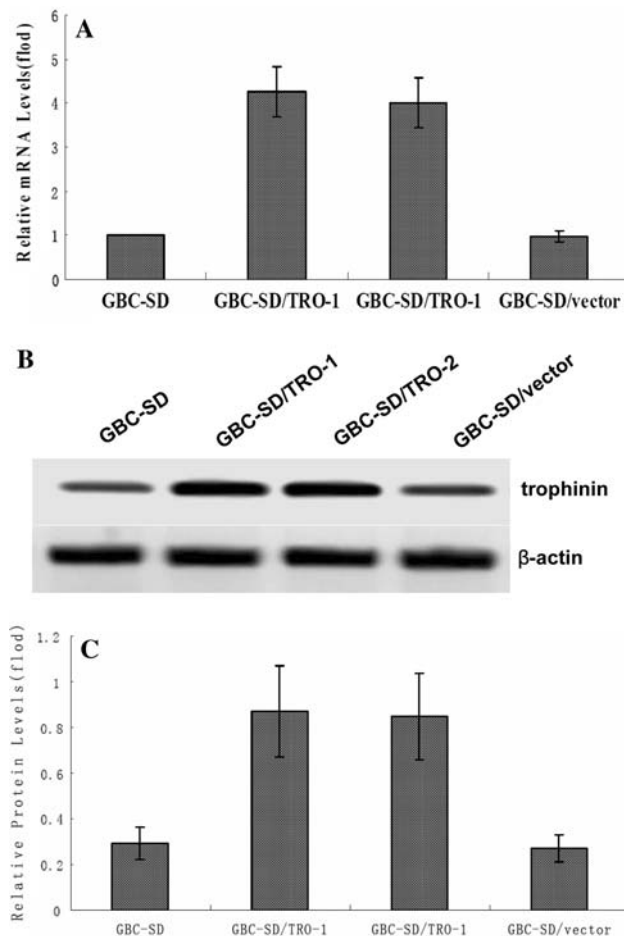 A
Relative mRNA Levels(flod)
6
5
4
3
2
1
0
GBC-SD GBC-SD/TRO-1 GBC-SD/TRO-1 GBC-SD/vector
B
GBC-SD GBC-SD/TRO-1 GBC-SD/TRO-2 GBC-SD/vector
trophinin
β-actin
C
Relative Protein Levels(flod)
1.2
1
0.8
0.6
0.4
0.2
0
GBC-SD GBC-SD/TRO-1 GBC-SD/TRO-1 GBC-SD/vector